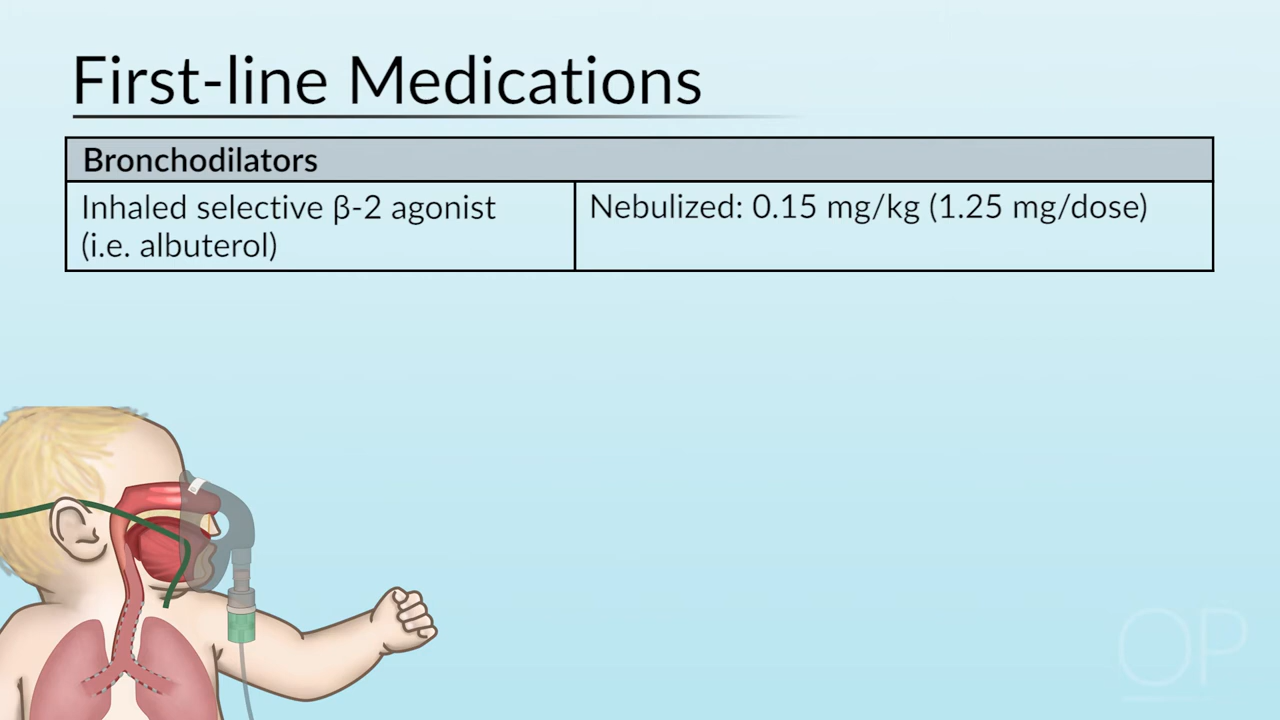 First-line Medications
Bronchodilators
Inhaled selective β-2 agonist
(i.e. albuterol)
Nebulized: 0.15 mg/kg (1.25 mg/dose)
OP